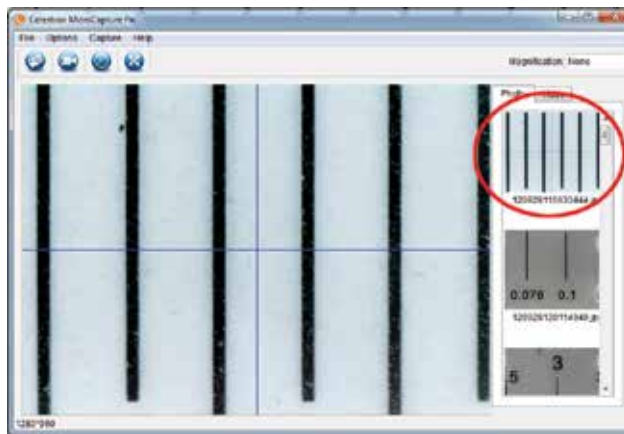 Celestron MicroCapture Pro
File Options Capture Help
Magnification: None
Photo
0.076 0.1
.5 3
1280*960